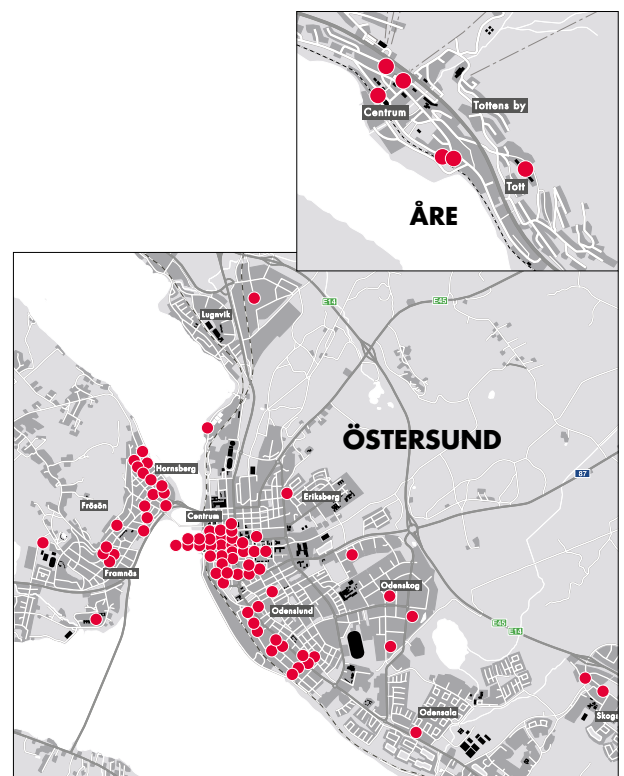 Tottens by
Centrum
Tott
ÅRE
E14
E45
Lugnvik
ÖSTERSUND
Hornsberg
87
Eriksberg
Frösön
Centrum
Odenskog
Framnäs
Odenslund
E45
E14
Odensala
Skogs